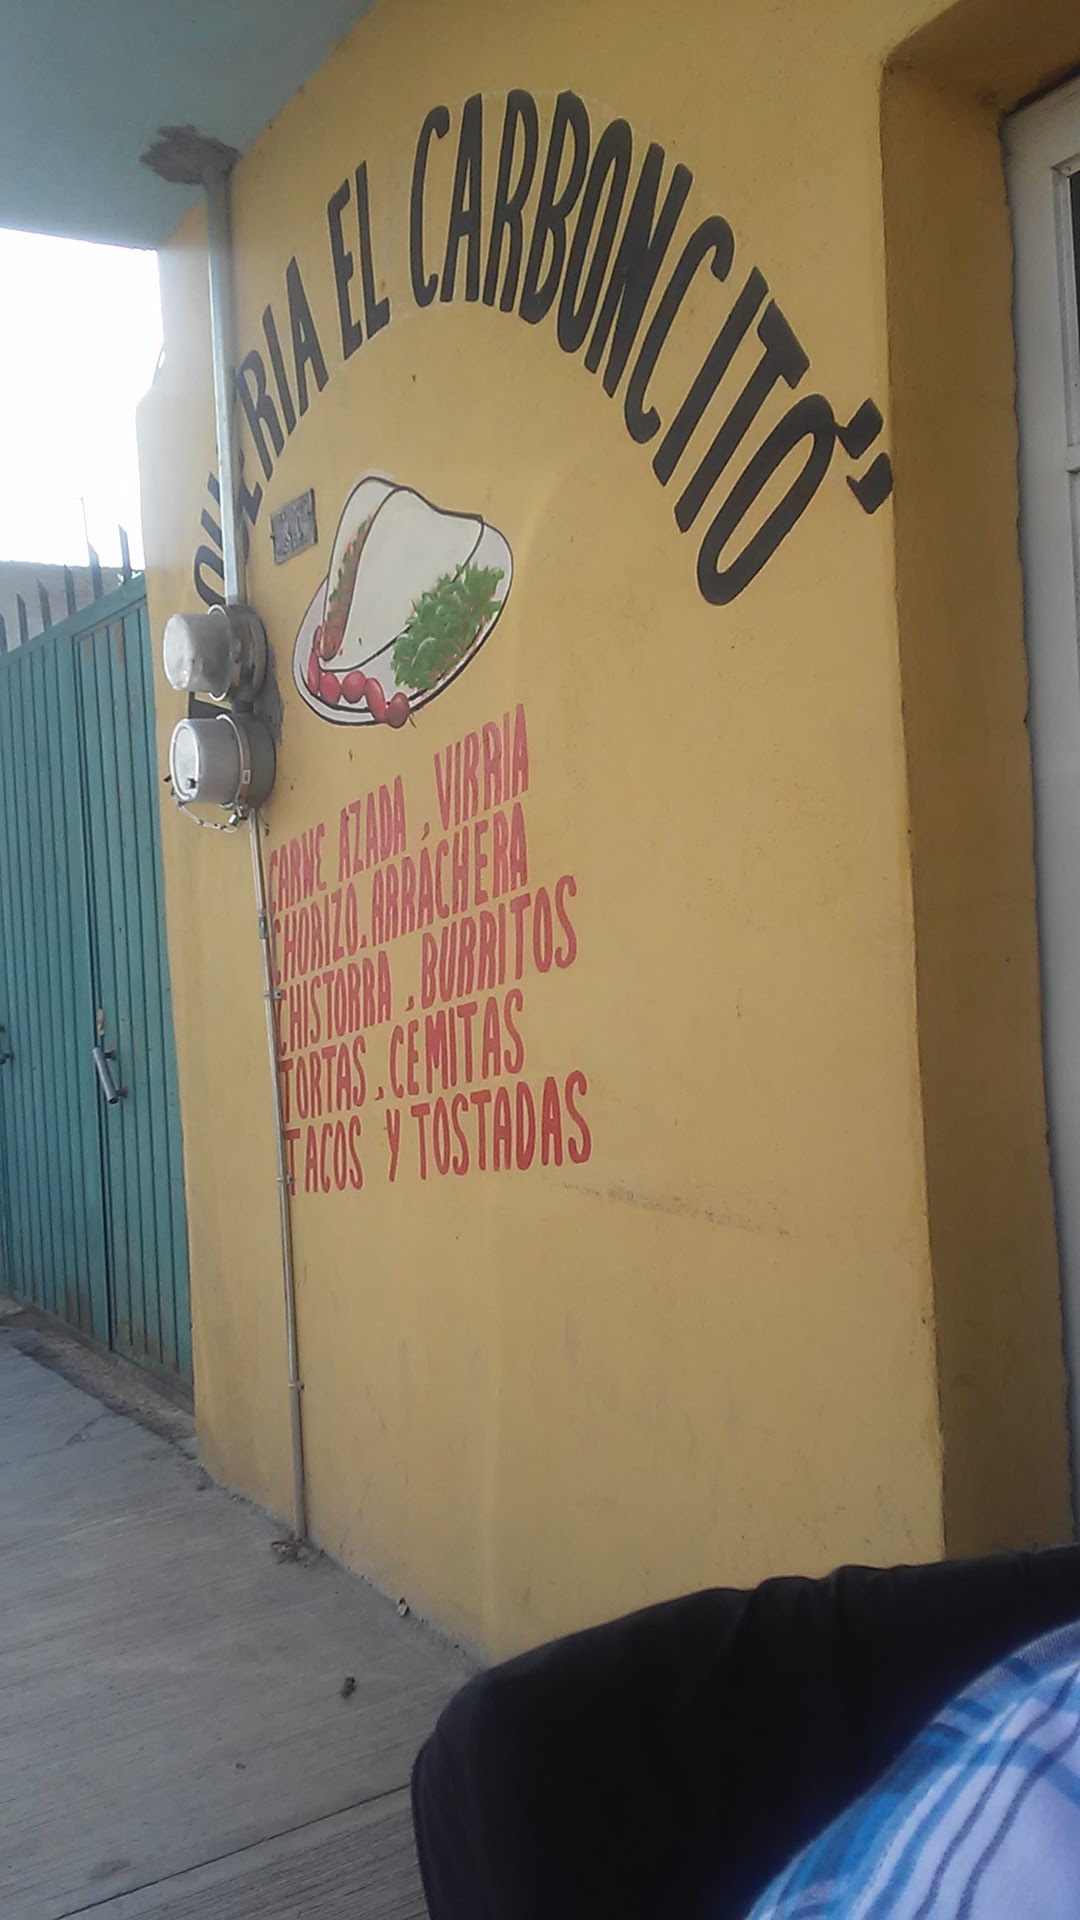 TAQUERIA EL CARBONCITO"
CARNE AZADA, VIRRIA
CHORIZO, ARRACHERA
CHISTORRA, BURRITOS
TORTAS, CEMITAS
TACOS Y TOSTADAS